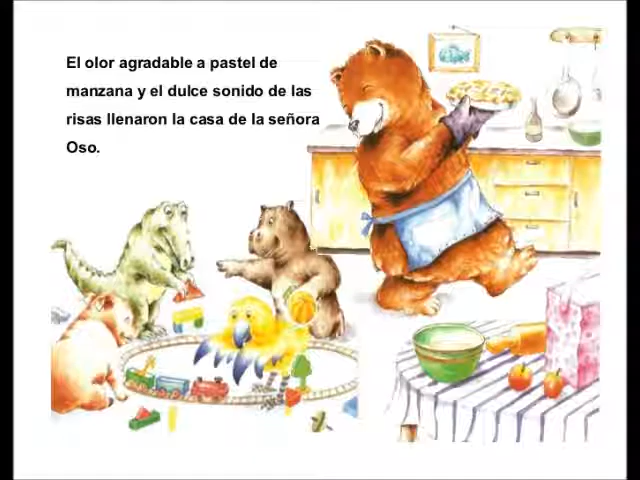 El olor agradable a pastel de
manzana y el dulce sonido de las
risas llenaron la casa de la señora
Oso.